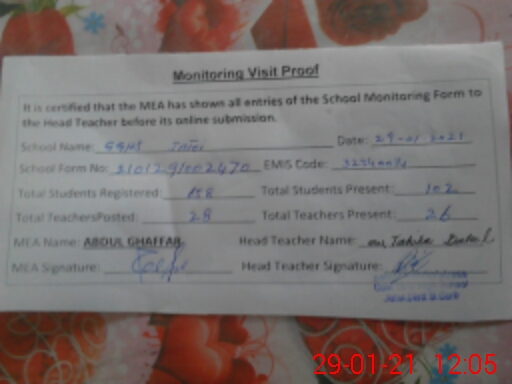 Monitoring Visit Proof
It is certified that the MEA has shown all entries of the School Monitoring Form to
the Head Teacher before its online submission.
School Name: Date: 29-01-2021
School Form No: EMIS Code:
Total Students Registered: Total Students Present: 102
Total TeachersPosted: 28 Total Teachers Present: 26
MEA Name: ABDUL GHAFFAR Head Teacher Name:
MEA Signature: Head Teacher Signature:
29-01-21 12:05